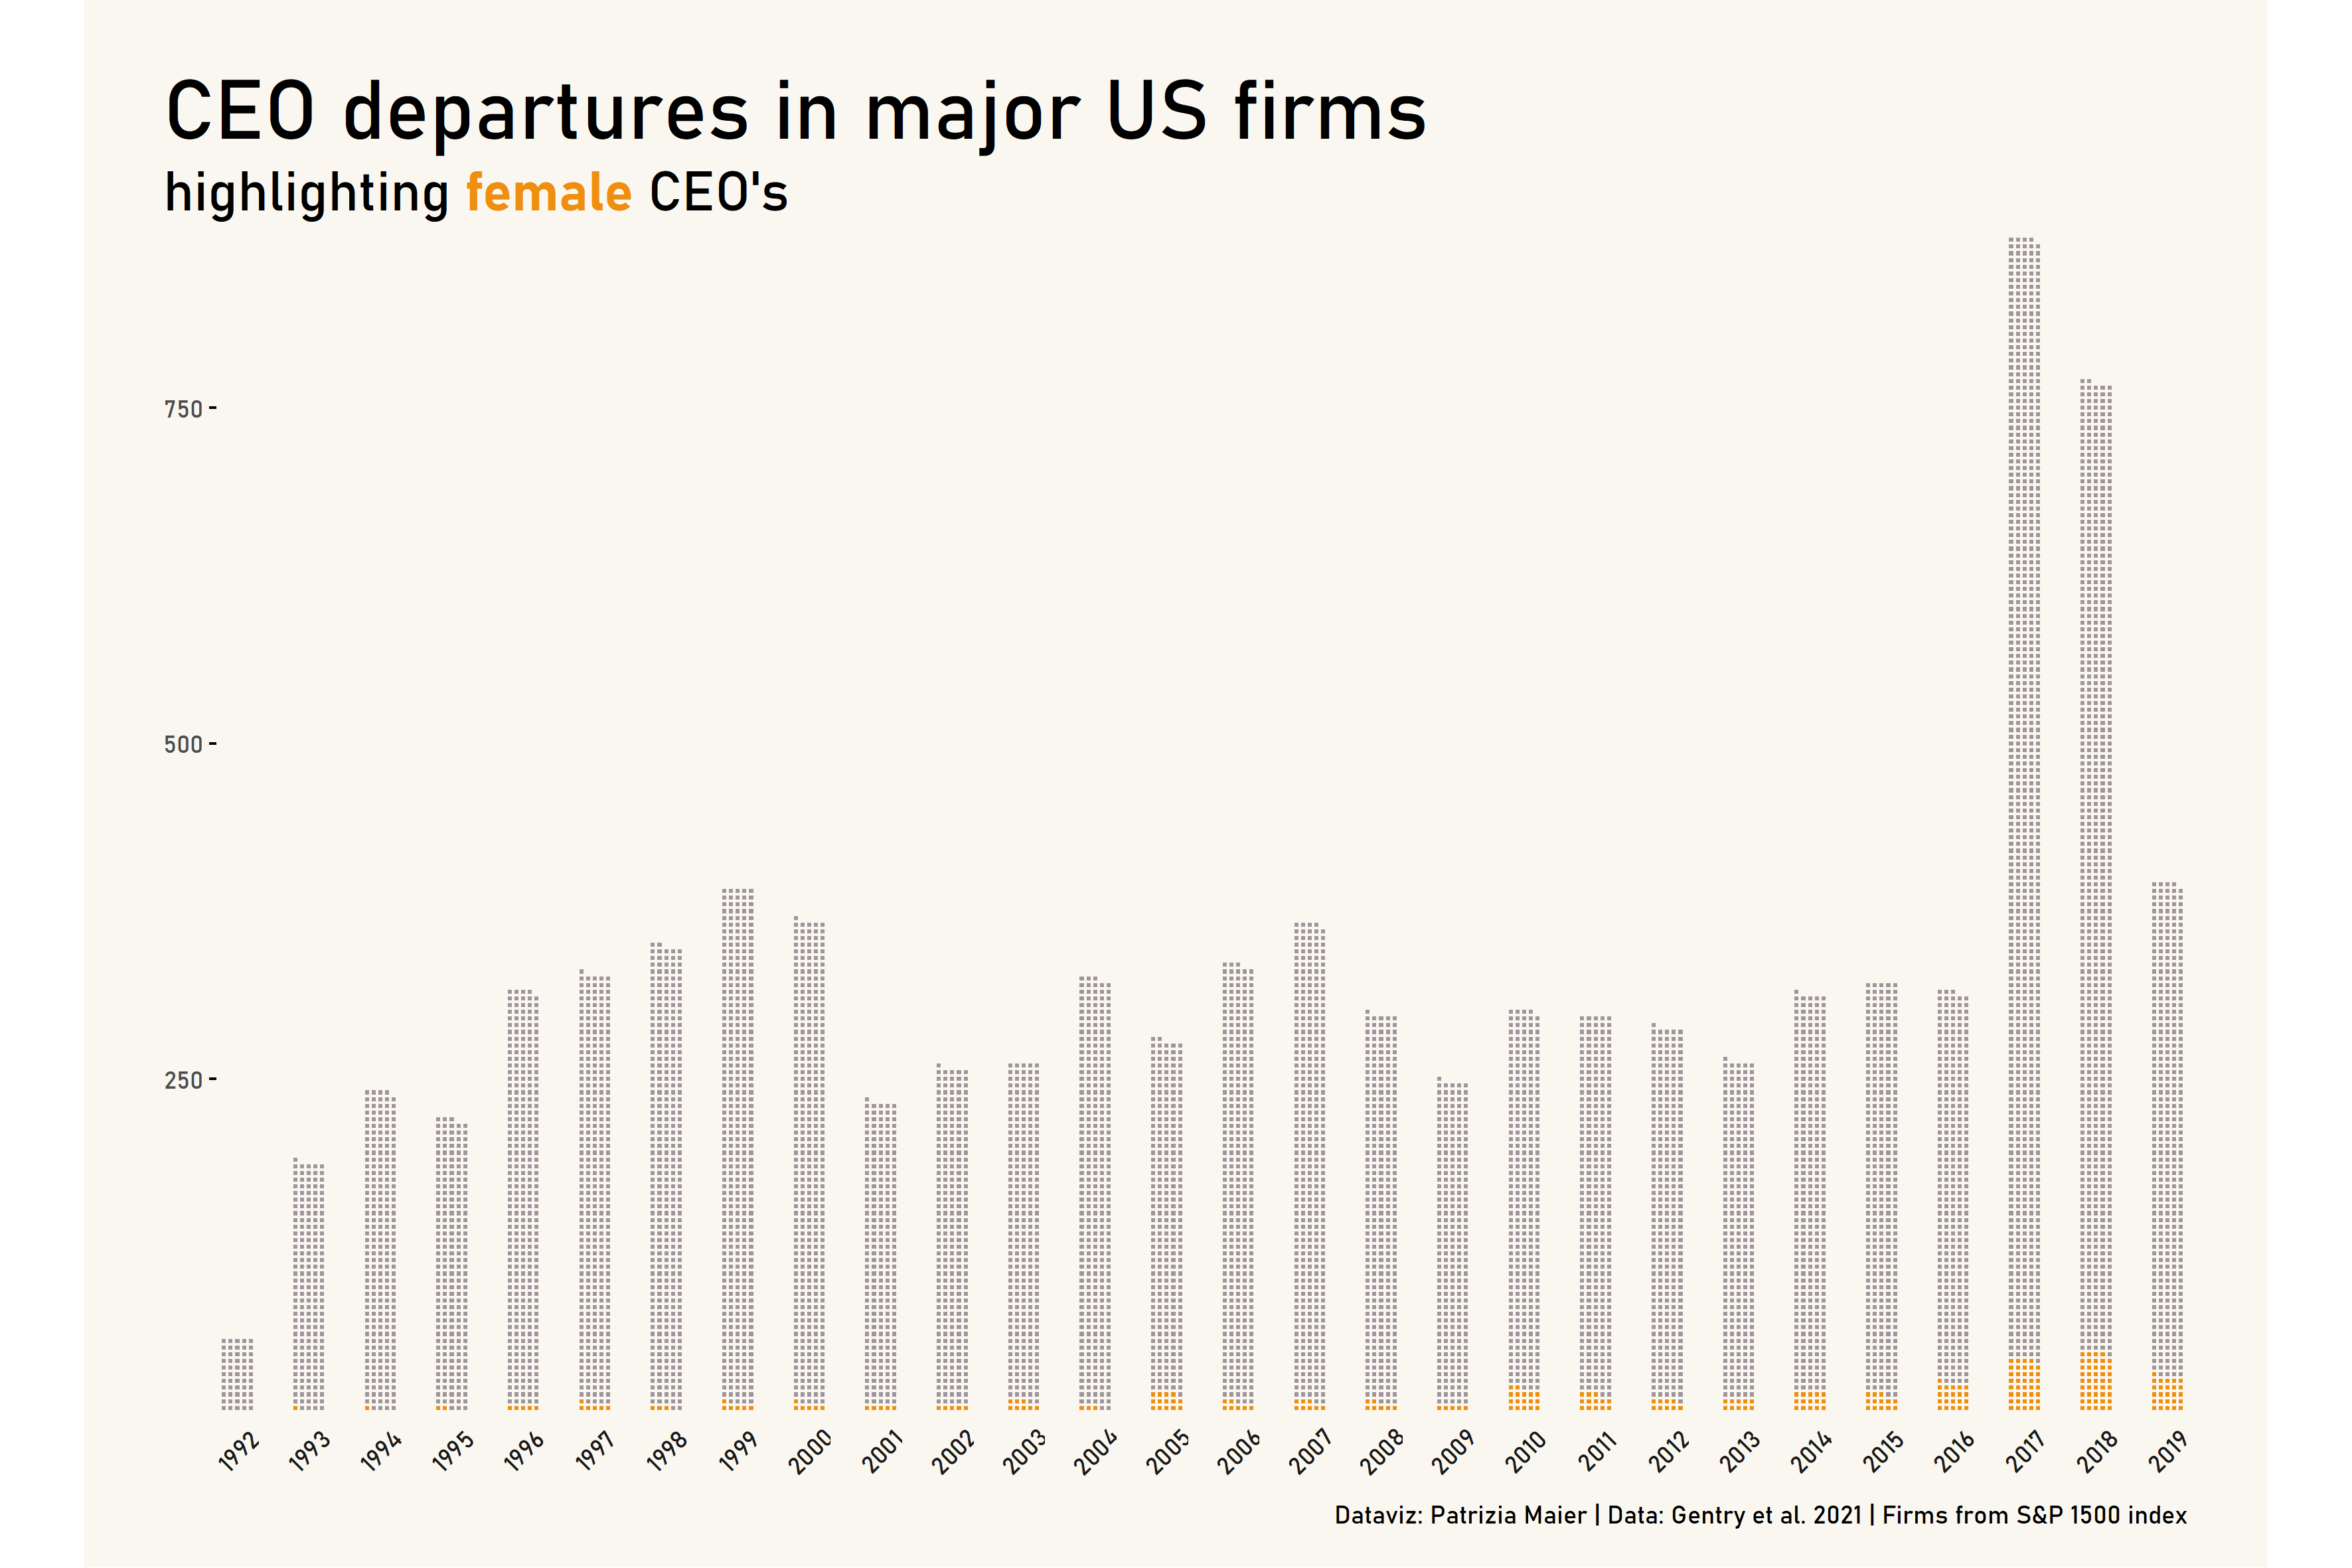 CEO departures in major US firms
highlighting female CEO's
750
500
250
1992 1993 1994 1995 1996 1997 1998 1999 2000 2001 2002 2003 2004 2005 2006 2007 2008 2009 2010 2011 2012 2013 2014 2015 2016 2017 2018 2019
Dataviz: Patrizia Maier | Data: Gentry et al. 2021 | Firms from S&P 1500 index